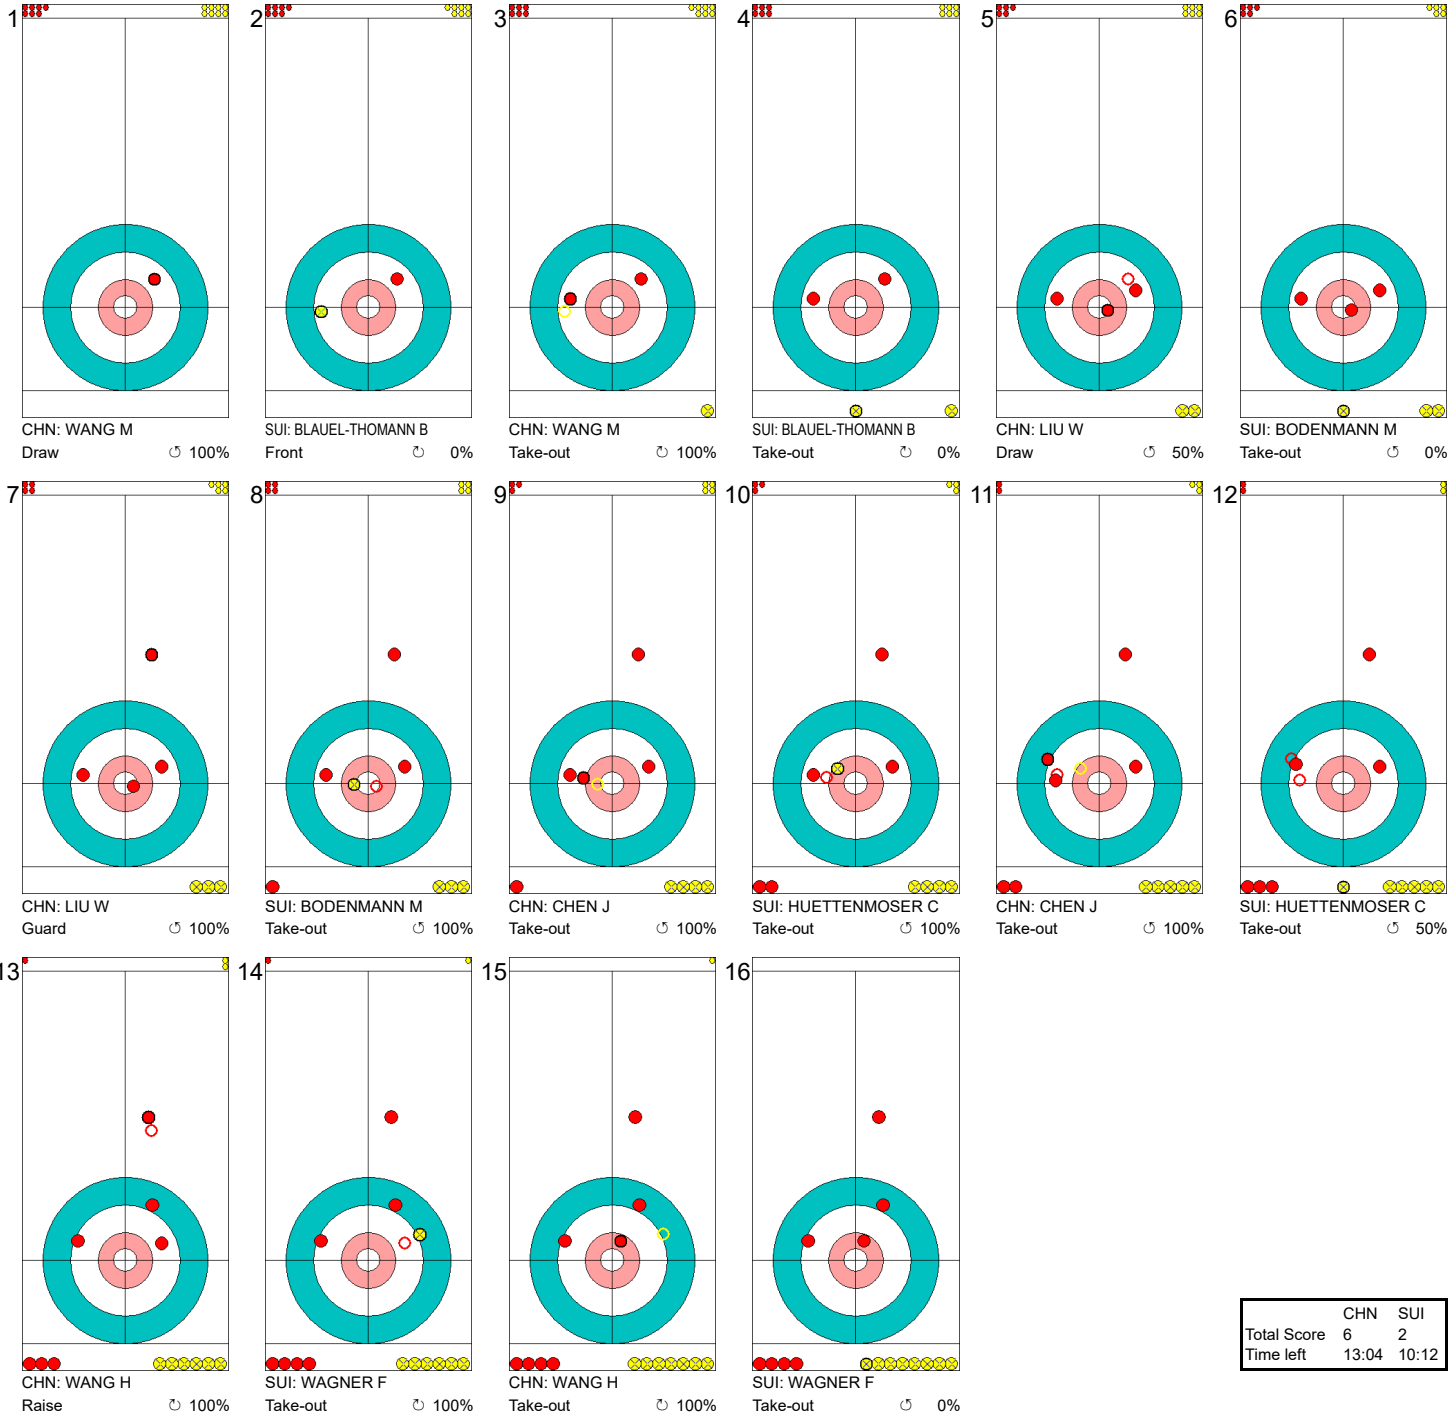 1
2
3
4
5
6
CHN: WANG M
Draw ↺ 100%
SUI: BLAUEL-THOMANN B
Front ↻ 0%
CHN: WANG M
Take-out ↻ 100%
SUI: BLAUEL-THOMANN B
Take-out ↻ 0%
CHN: LIU W
Draw ↺ 50%
SUI: BODENMANN M
Take-out ↺ 0%
7
8
9
10
11
12
CHN: LIU W
Guard ↺ 100%
SUI: BODENMANN M
Take-out ↺ 100%
CHN: CHEN J
Take-out ↺ 100%
SUI: HUETTENMOSER C
Take-out ↺ 100%
CHN: CHEN J
Take-out ↺ 100%
SUI: HUETTENMOSER C
Take-out ↺ 50%
13
14
15
16
CHN: WANG H
Raise ↻ 100%
SUI: WAGNER F
Take-out ↻ 100%
CHN: WANG H
Take-out ↻ 100%
SUI: WAGNER F
Take-out ↺ 0%
CHN SUI
Total Score 6 2
Time left 13:04 10:12